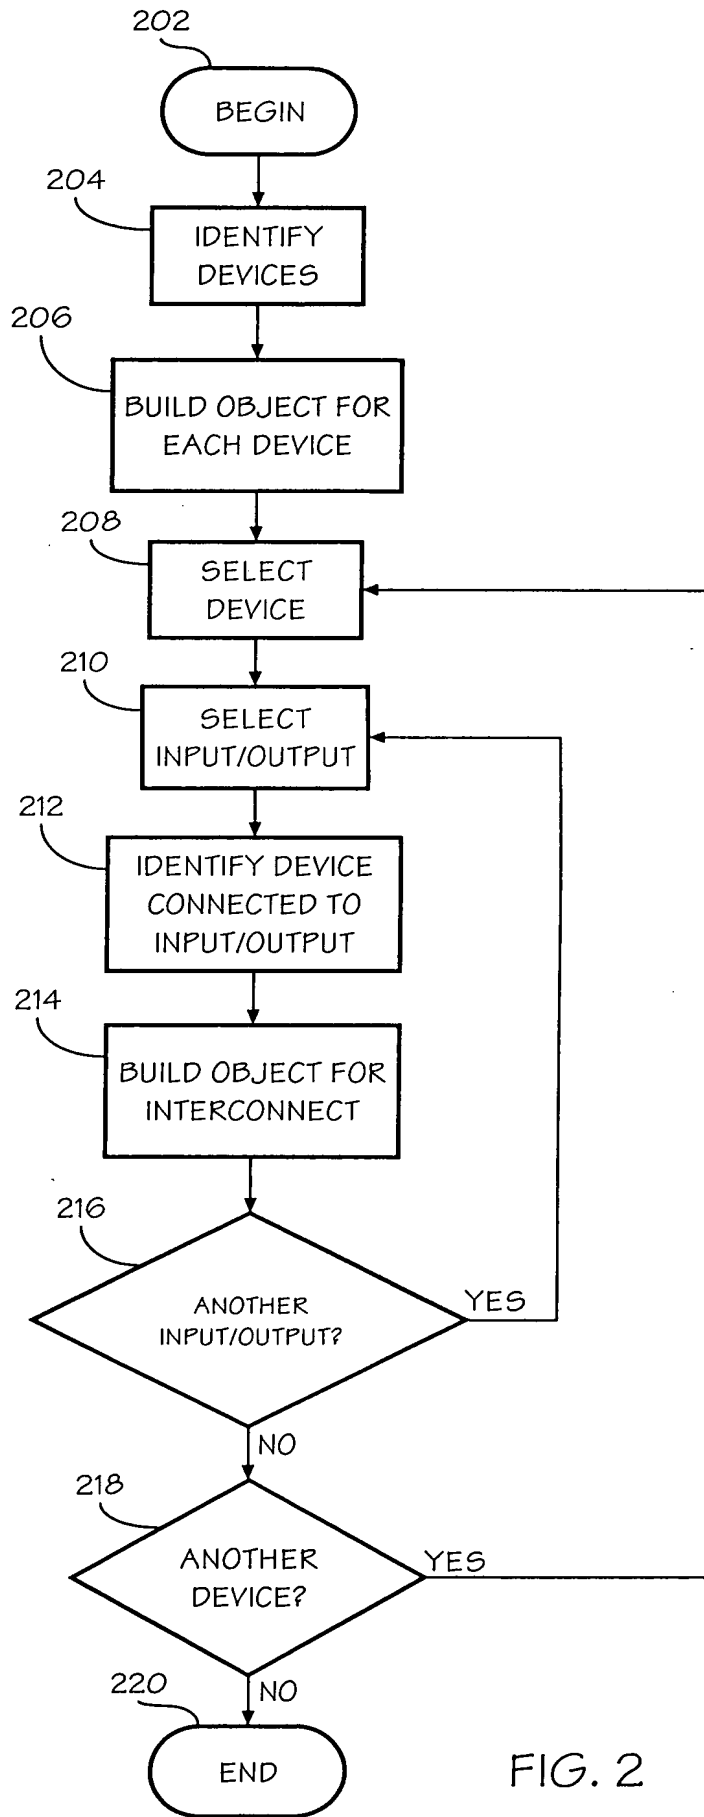 202
BEGIN
204
IDENTIFY
DEVICES
206
BUILD OBJECT FOR
EACH DEVICE
208
SELECT
DEVICE
210
SELECT
INPUT/OUTPUT
212
IDENTIFY DEVICE
CONNECTED TO
INPUT/OUTPUT
214
BUILD OBJECT FOR
INTERCONNECT
216
ANOTHER
INPUT/OUTPUT?
YES
NO
218
ANOTHER
DEVICE?
YES
NO
220
END
FIG. 2